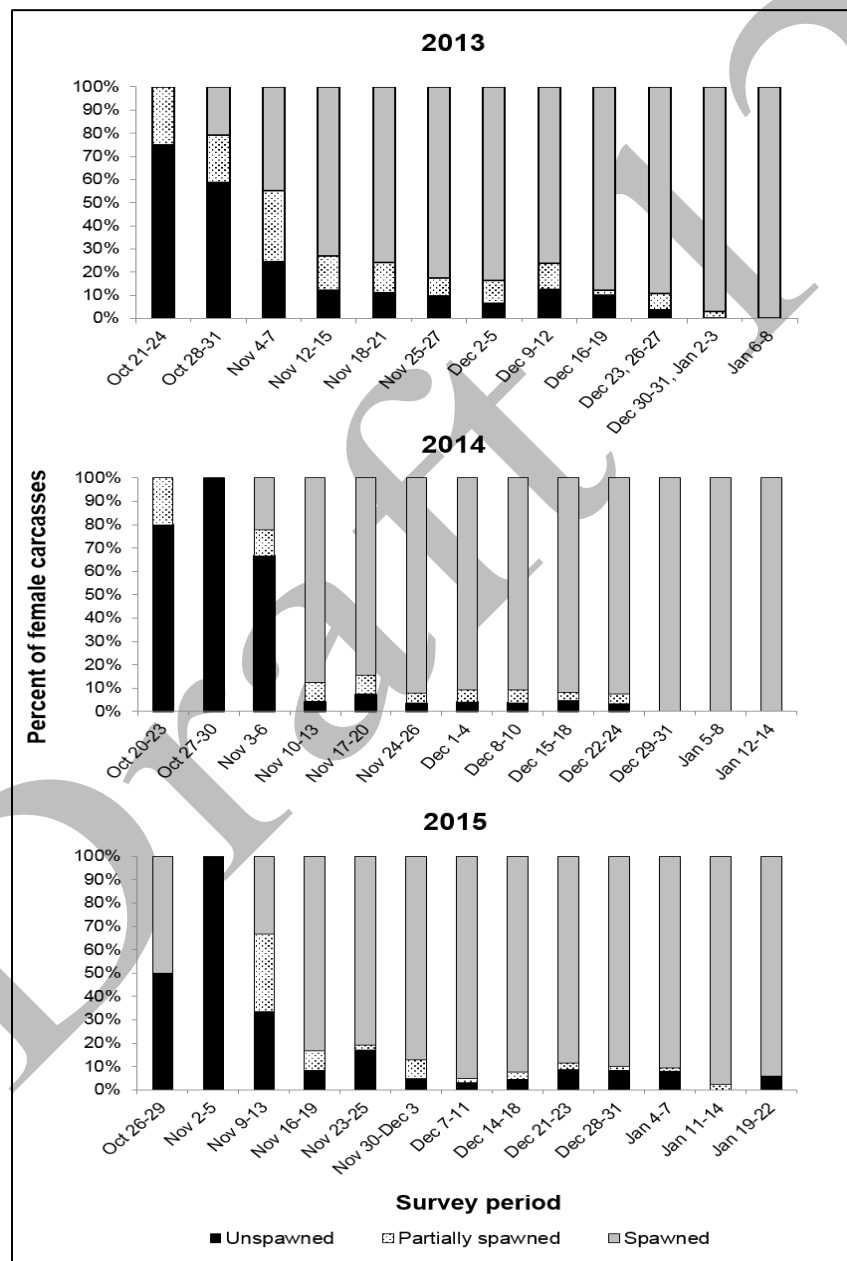 2013
100%
90%
80%
70%
60%
50%
40%
30%
20%
10%
0%
Oct 21-24
Oct 28-31
Nov 4-7
Nov 12-15
Nov 18-21
Nov 25-27
Dec 2-5
Dec 9-12
Dec 16-19
Dec 23, 26-27
Dec 30-31, Jan 2-3
Jan 6-8
Percent of female carcasses
2014
100%
90%
80%
70%
60%
50%
40%
30%
20%
10%
0%
Oct 20-23
Oct 27-30
Nov 3-6
Nov 10-13
Nov 17-20
Nov 24-26
Dec 1-4
Dec 8-10
Dec 15-18
Dec 22-24
Dec 29-31
Jan 5-8
Jan 12-14
2015
100%
90%
80%
70%
60%
50%
40%
30%
20%
10%
0%
Oct 26-29
Nov 2-5
Nov 9-13
Nov 16-19
Nov 23-25
Nov 30-Dec 3
Dec 7-11
Dec 14-18
Dec 21-23
Dec 28-31
Jan 4-7
Jan 11-14
Jan 19-22
Survey period
Unspawned Partially spawned Spawned
Draft